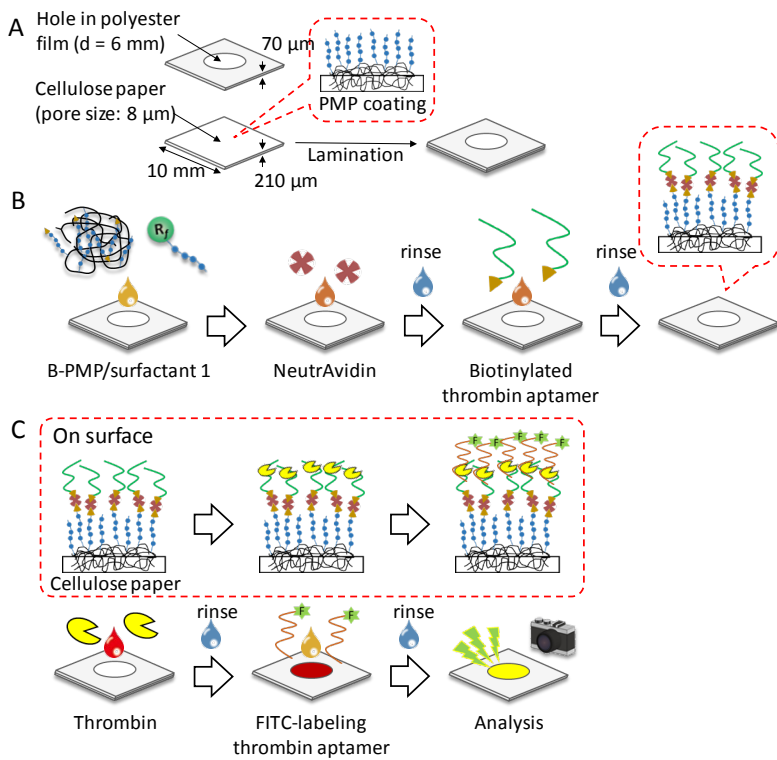 A
Hole in polyester
film (d = 6 mm)
70 µm
Cellulose paper
(pore size: 8 µm)
PMP coating
10 mm
210 µm
Lamination
B
Rf
rinse
rinse
B-PMP/surfactant 1
NeutrAvidin
Biotinylated
thrombin aptamer
C
On surface
F F F F F
Cellulose paper
rinse
F
F
rinse
Thrombin
FITC-labeling
thrombin aptamer
Analysis